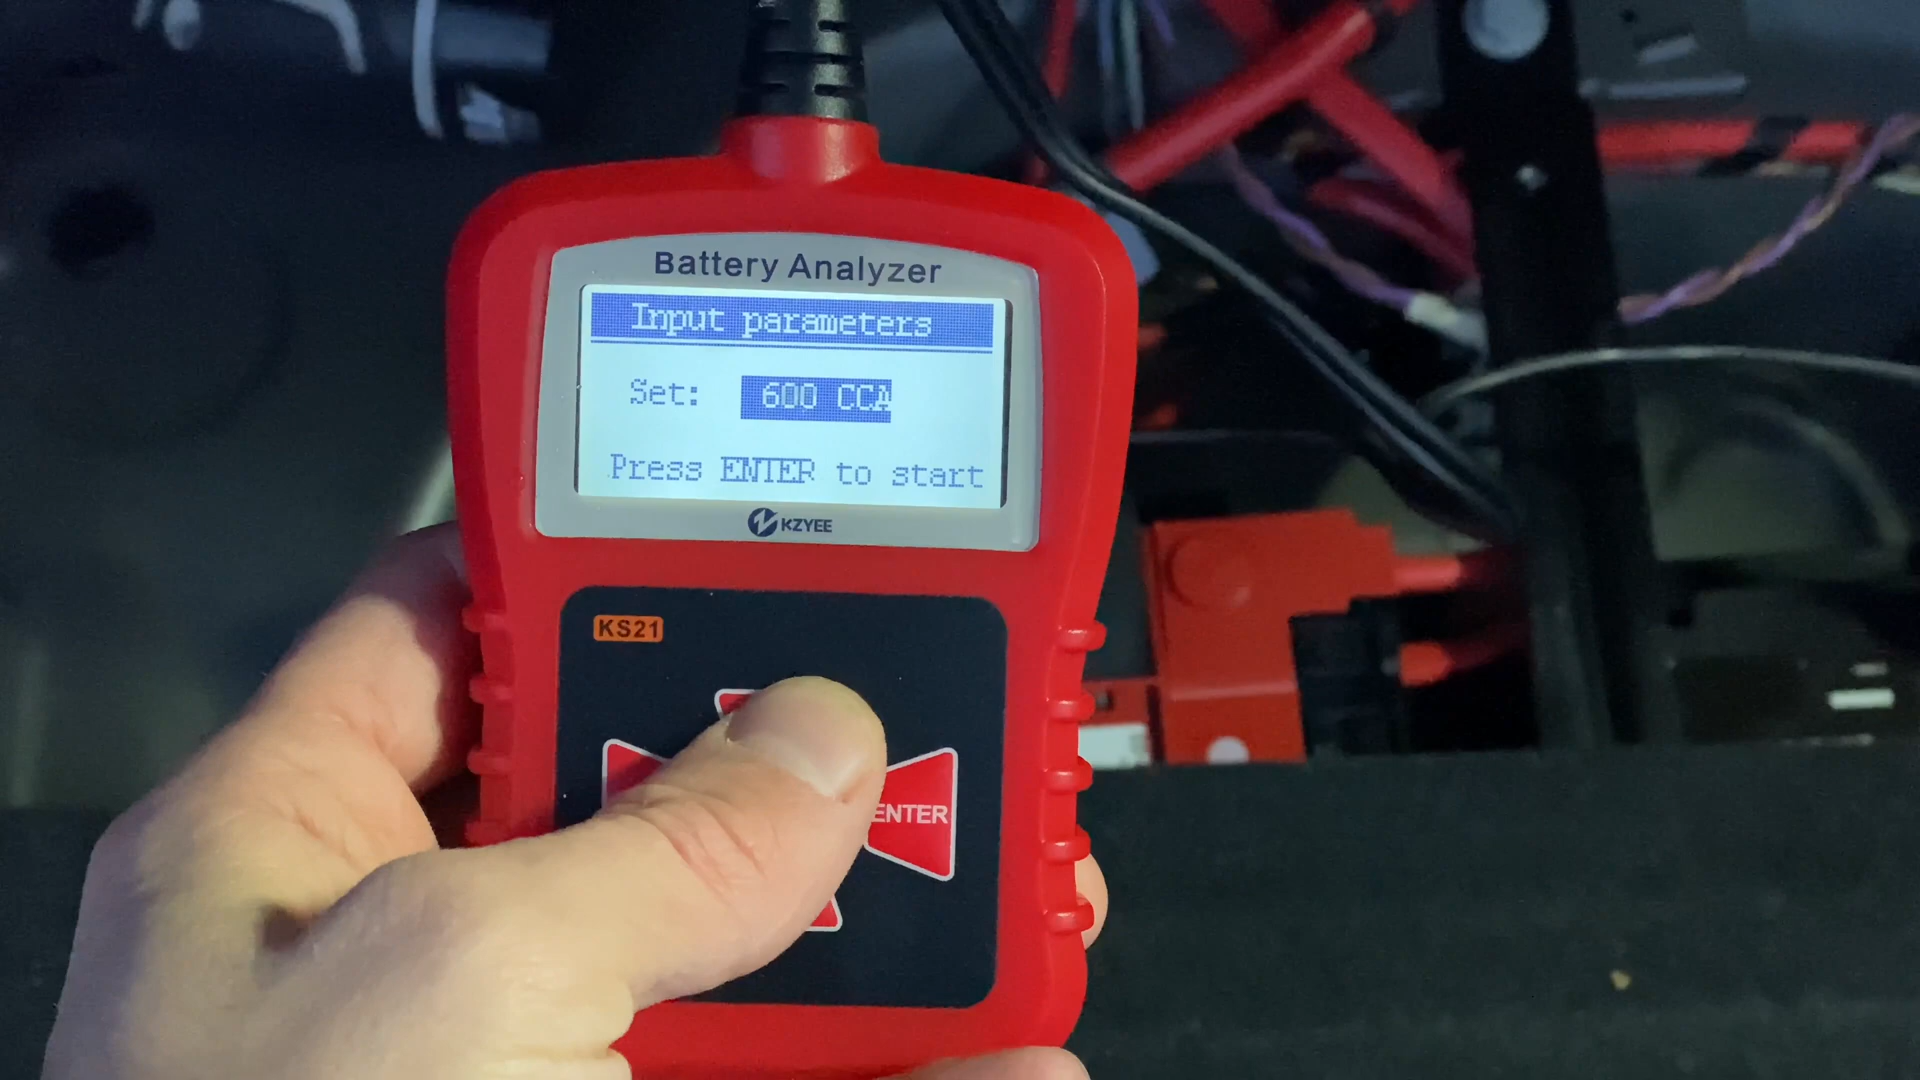 Battery Analyzer
Input parameters
Set: 600 CCA
Press ENTER to start
KZYEE
KS21
ENTER